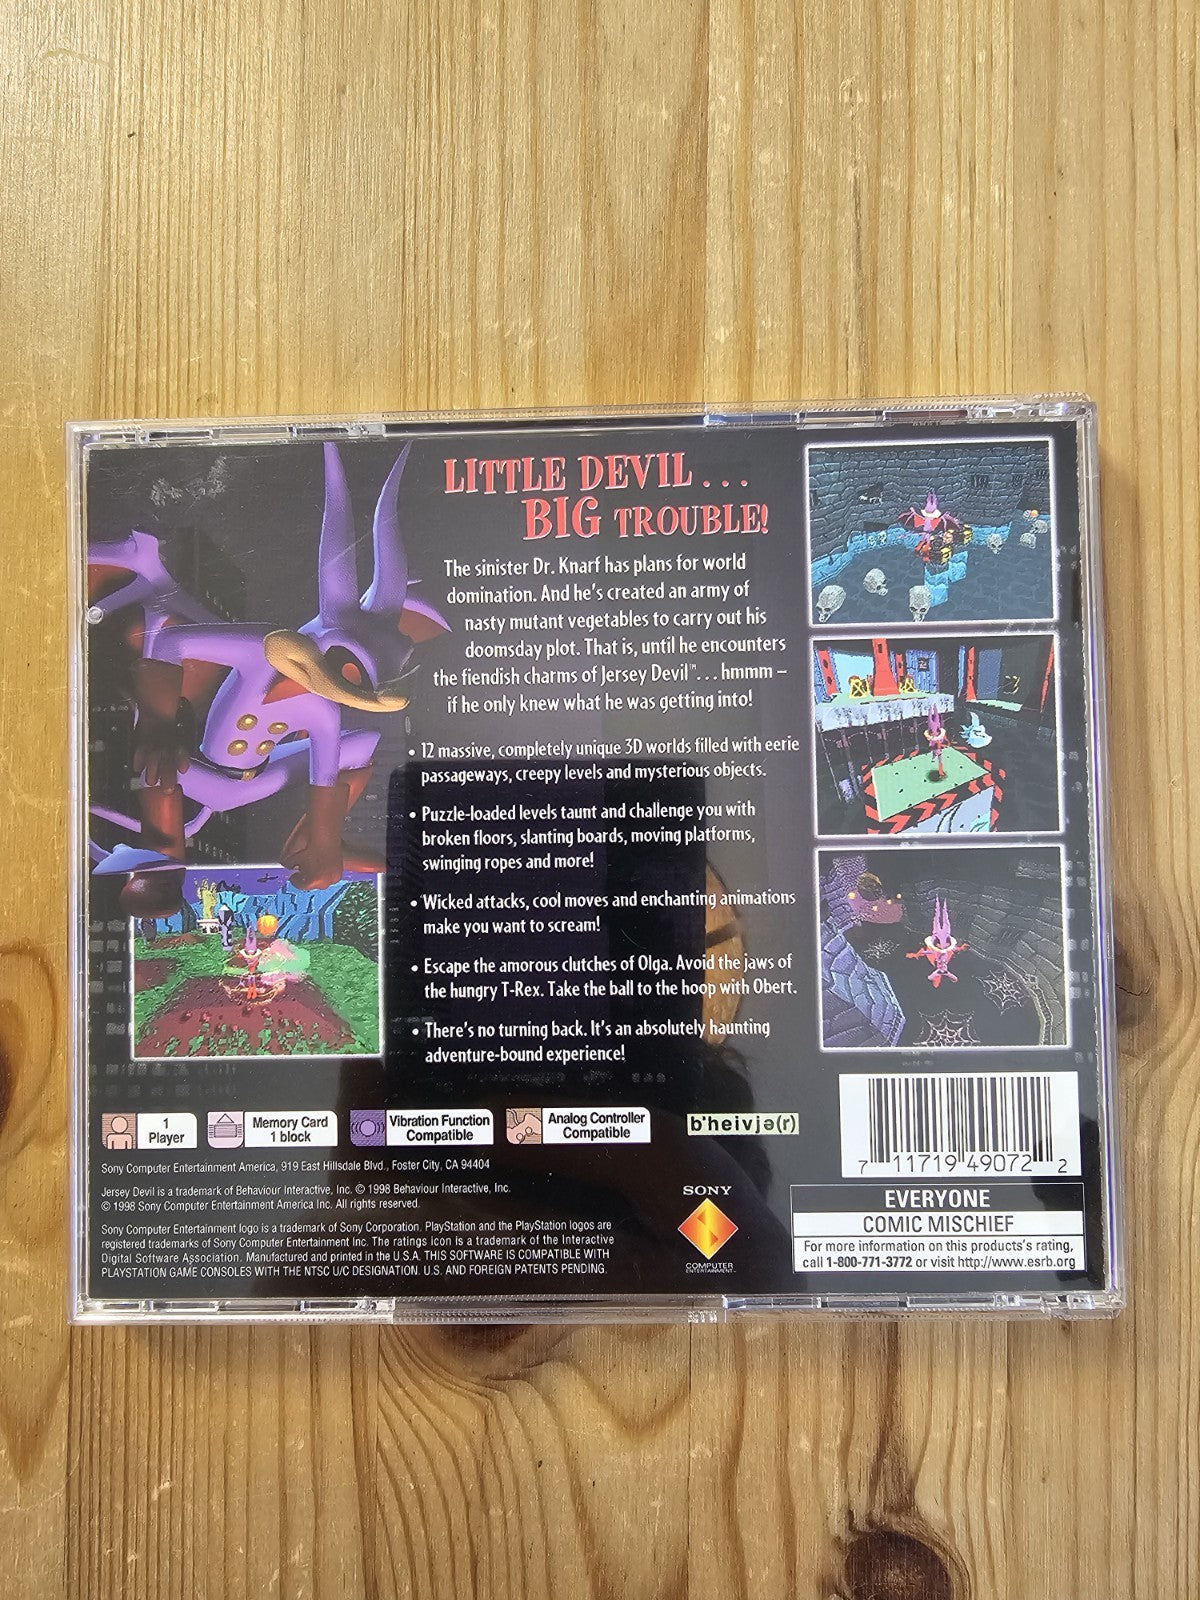 LITTLE DEVIL...
BIG TROUBLE!
The sinister Dr. Knarf has plans for world
domination. And he's created an army of
nasty mutant vegetables to carry out his
doomsday plot. That is, until he encounters
the fiendish charms of Jersey Devil™...hmmm –
if he only knew what he was getting into!
• 12 massive, completely unique 3D worlds filled with eerie
passageways, creepy levels and mysterious objects.
• Puzzle-loaded levels taunt and challenge you with
broken floors, slanting boards, moving platforms,
swinging ropes and more!
• Wicked attacks, cool moves and enchanting animations
make you want to scream!
• Escape the amorous clutches of Olga. Avoid the jaws of
the hungry T-Rex. Take the ball to the hoop with Obert.
• There's no turning back. It's an absolutely haunting
adventure-bound experience!
1
Player
Memory Card
1 block
Vibration Function
Compatible
Analog Controller
Compatible
b'heivjə(r)
7 11719 49072 2
Sony Computer Entertainment America, 919 East Hillsdale Blvd., Foster City, CA 94404
Jersey Devil is a trademark of Behaviour Interactive, Inc. © 1998 Behaviour Interactive, Inc.
© 1998 Sony Computer Entertainment America Inc. All rights reserved.
Sony Computer Entertainment logo is a trademark of Sony Corporation. PlayStation and the PlayStation logos are
registered trademarks of Sony Computer Entertainment Inc. The ratings icon is a trademark of the Interactive
Digital Software Association. Manufactured and printed in the U.S.A. THIS SOFTWARE IS COMPATIBLE WITH
PLAYSTATION GAME CONSOLES WITH THE NTSC U/C DESIGNATION. U.S. AND FOREIGN PATENTS PENDING.
SONY
COMPUTER
ENTERTAINMENT
EVERYONE
COMIC MISCHIEF
For more information on this products's rating,
call 1-800-771-3772 or visit http://www.esrb.org